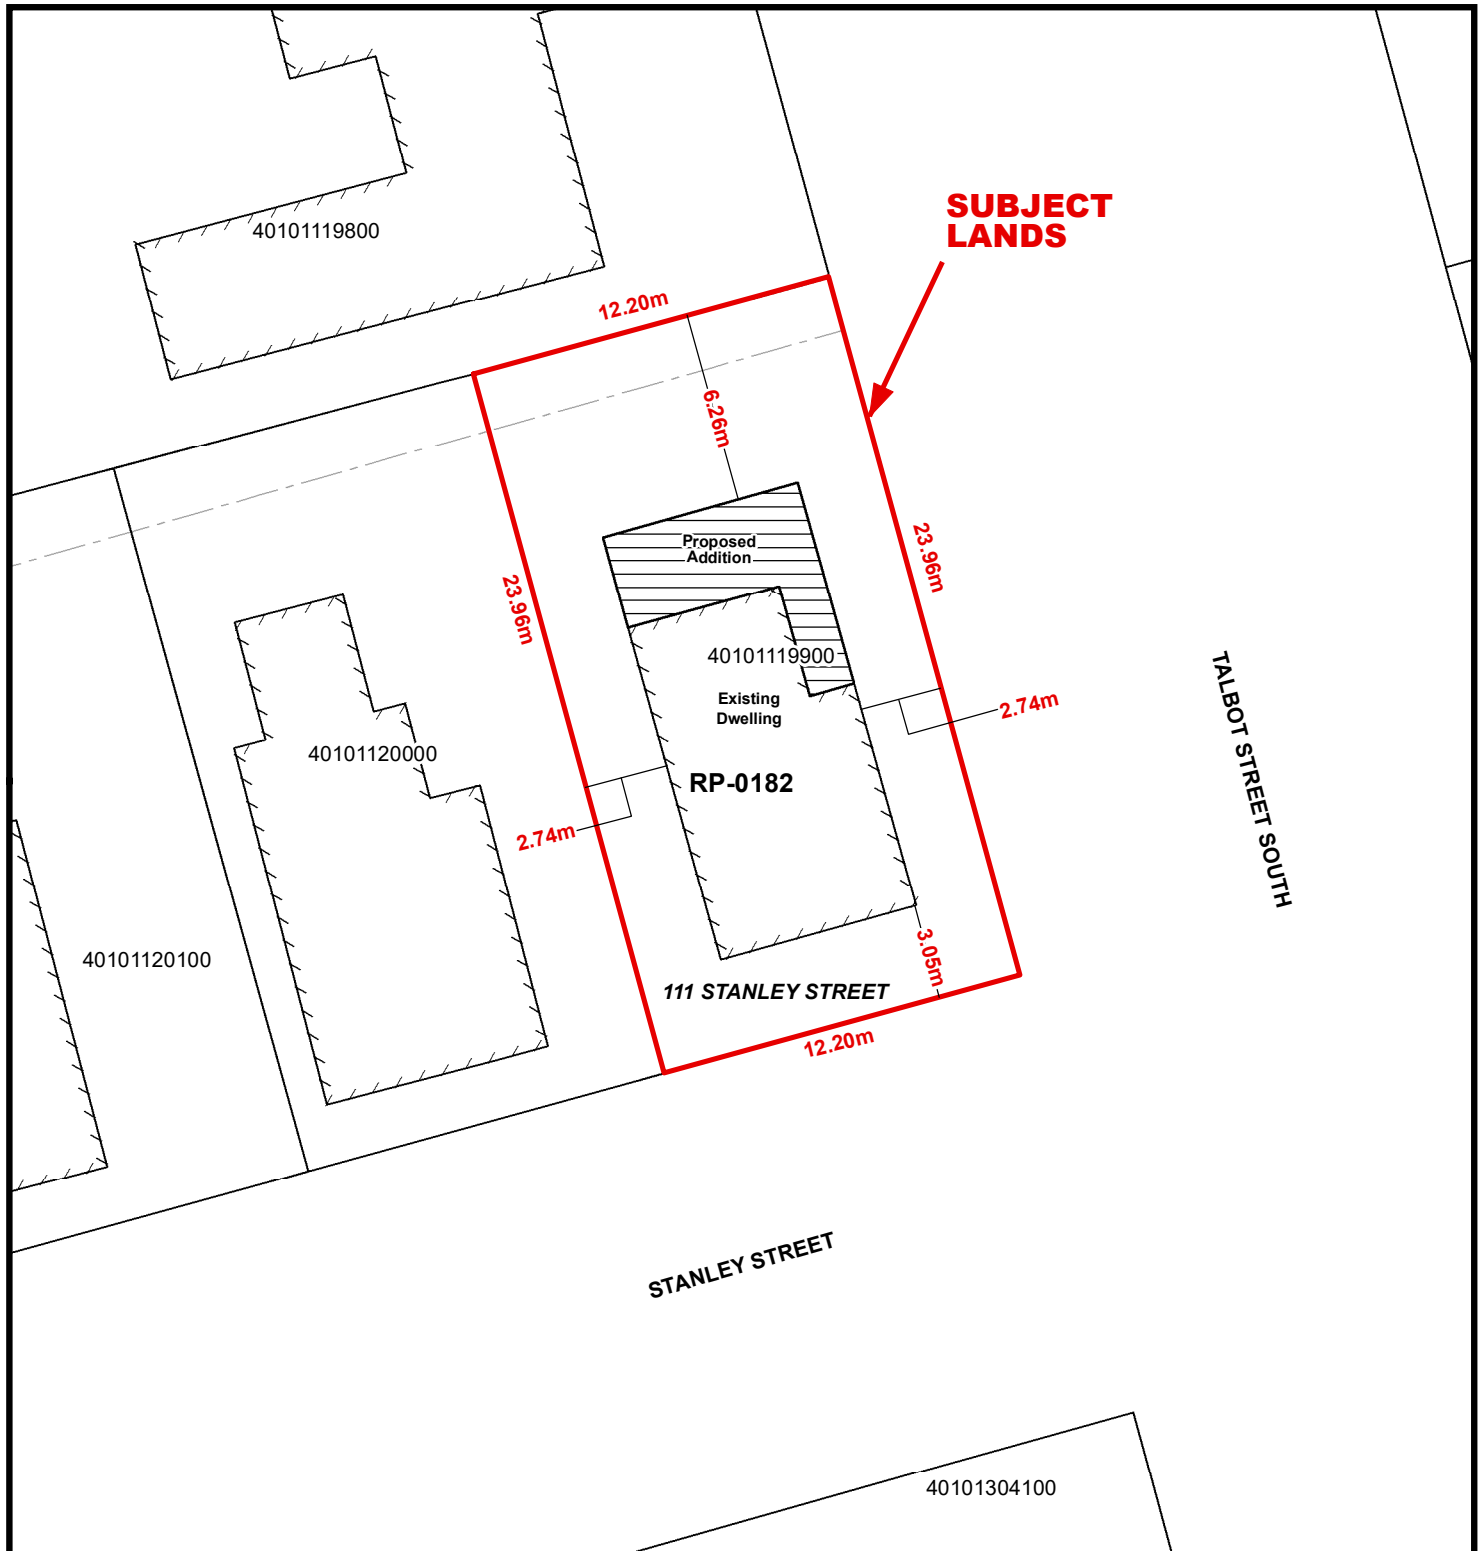 SUBJECT
LANDS
40101119800
12.20m
6.26m
23.96m
Proposed
Addition
23.96m
40101119900
Existing
Dwelling
2.74m
TALBOT STREET SOUTH
40101120000
RP-0182
2.74m
40101120100
3.05m
111 STANLEY STREET
12.20m
STANLEY STREET
40101304100